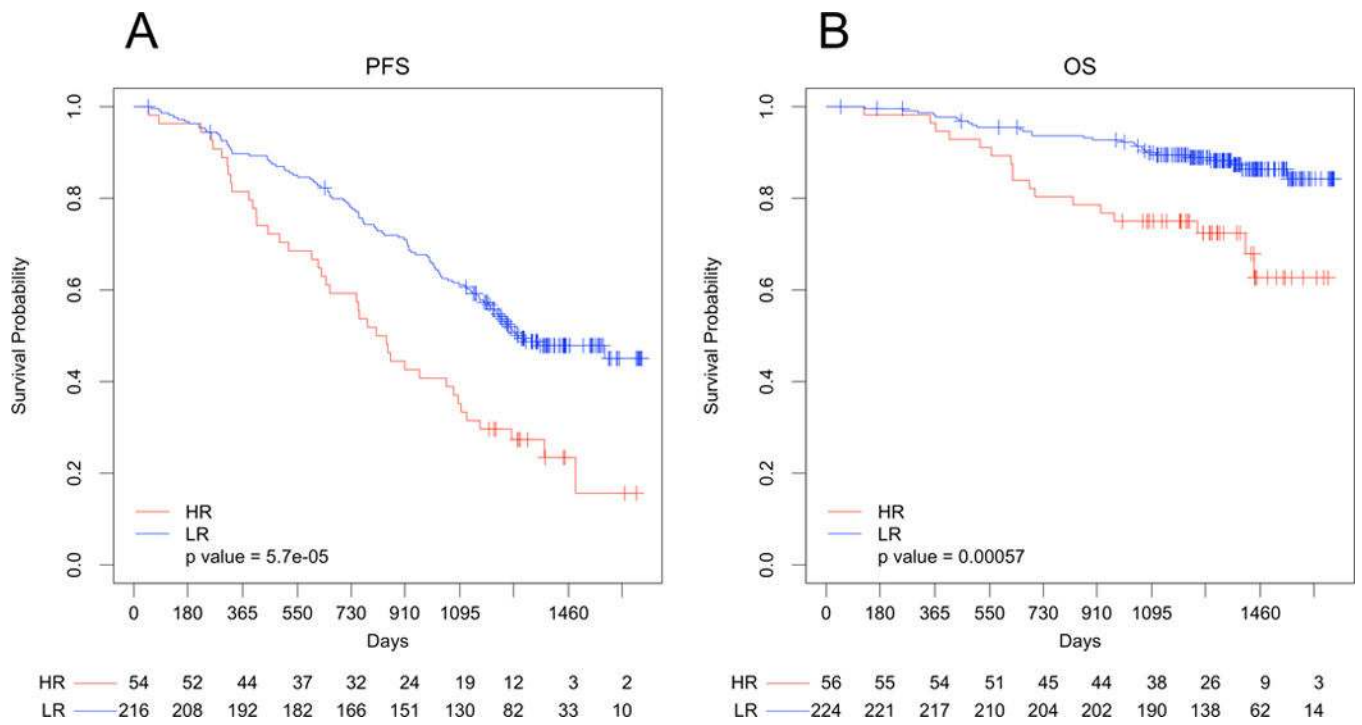 A
PFS
Survival Probability
1.0
0.8
0.6
0.4
0.2
0.0
HR
LR
p value = 5.7e-05
0 180 365 550 730 910 1095 1460
Days
HR 54 52 44 37 32 24 19 12 3 2
LR 216 208 192 182 166 151 130 82 33 10
B
OS
Survival Probability
1.0
0.8
0.6
0.4
0.2
0.0
HR
LR
p value = 0.00057
0 180 365 550 730 910 1095 1460
Days
HR 56 55 54 51 45 44 38 26 9 3
LR 224 221 217 210 204 202 190 138 62 14